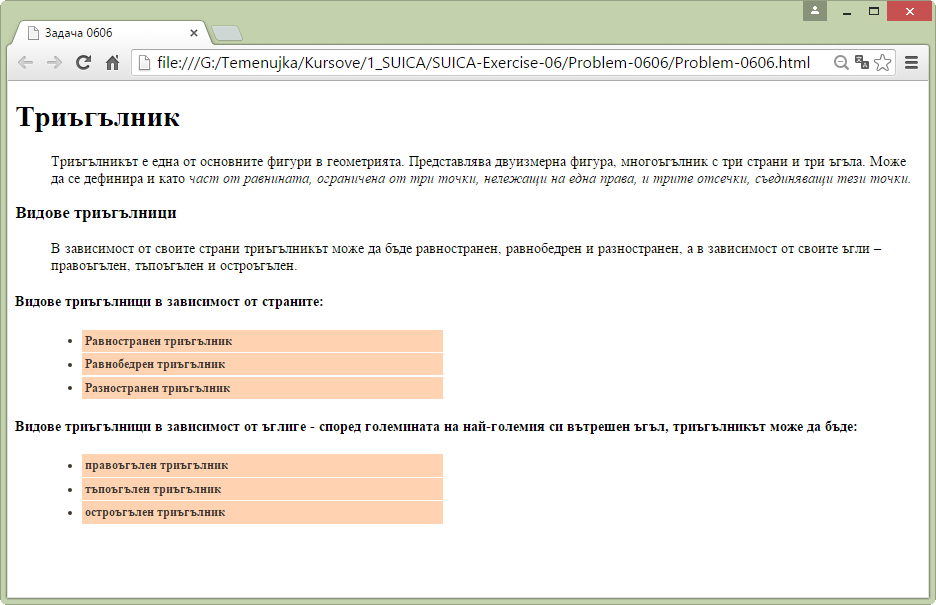 Задача 0606
file:///G:/Temenujka/Kursove/1_SUICA/SUICA-Exercise-06/Problem-0606/Problem-0606.html
Триъгълник
Триъгълникът е една от основните фигури в геометрията. Представлява двуизмерна фигура, многоъгълник с три страни и три ъгъла. Може
да се дефинира и като част от равнината, ограничена от три точки, нележащи на една права, и трите отсечки, съединяващи тези точки.
Видове триъгълници
В зависимост от своите страни триъгълникът може да бъде равностранен, равнобедрен и разностранен, а в зависимост от своите ъгли –
правоъгълен, тъпоъгълен и остроъгълен.
Видове триъгълници в зависимост от страните:
• Равностранен триъгълник
• Равнобедрен триъгълник
• Разностранен триъгълник
Видове триъгълници в зависимост от ъглиге - според големината на най-големия си вътрешен ъгъл, триъгълникът може да бъде:
• правоъгълен триъгълник
• тъпоъгълен триъгълник
• остроъгълен триъгълник